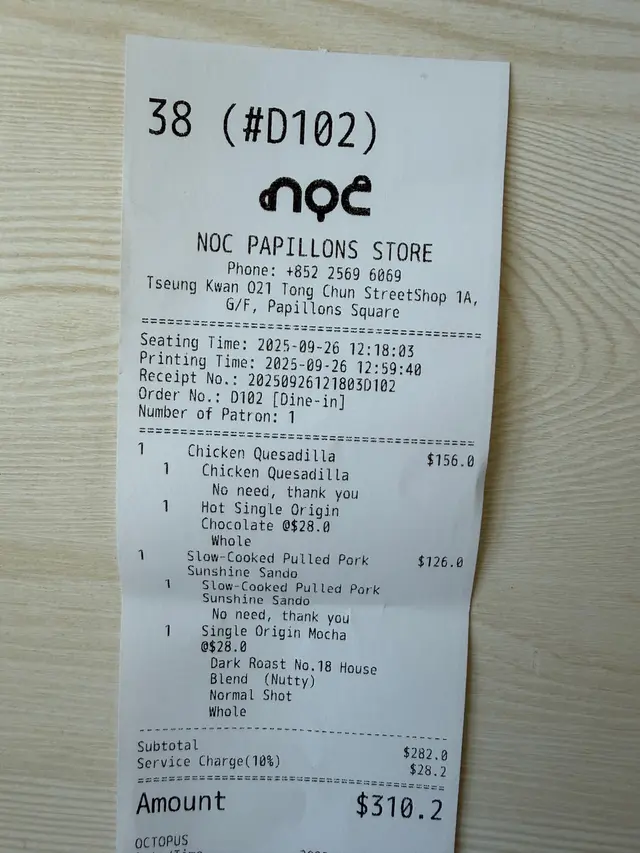 38 (#D102)
noc
NOC PAPILLONS STORE
Phone: +852 2569 6069
Tseung Kwan O21 Tong Chun StreetShop 1A,
G/F, Papillons Square
Seating Time: 2025-09-26 12:18:03
Printing Time: 2025-09-26 12:59:40
Receipt No.: 20250926121803D102
Order No.: D102 [Dine-in]
Number of Patron: 1
1 Chicken Quesadilla $156.0
1 Chicken Quesadilla
No need, thank you
1 Hot Single Origin
Chocolate @$28.0
Whole
1 Slow-Cooked Pulled Pork $126.0
Sunshine Sando
1 Slow-Cooked Pulled Pork
Sunshine Sando
No need, thank you
1 Single Origin Mocha
@$28.0
Dark Roast No.18 House
Blend (Nutty)
Normal Shot
Whole
Subtotal $282.0
Service Charge(10%) $28.2
Amount $310.2
OCTOPUS